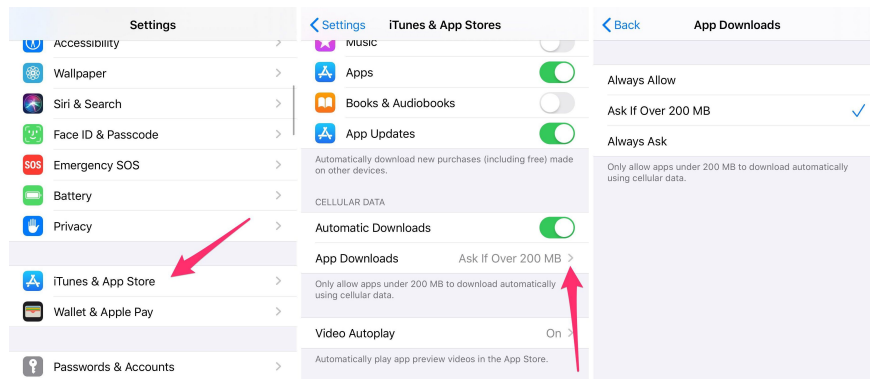 Settings
Accessibility
Wallpaper
Siri & Search
Face ID & Passcode
SOS
Emergency SOS
Battery
Privacy
iTunes & App Store
Wallet & Apple Pay
Passwords & Accounts
Settings
iTunes & App Stores
Music
Apps
Books & Audiobooks
App Updates
Automatically download new purchases (including free) made
on other devices.
CELLULAR DATA
Automatic Downloads
App Downloads Ask If Over 200 MB
Only allow apps under 200 MB to download automatically
using cellular data.
Video Autoplay On
Automatically play app preview videos in the App Store.
Back
App Downloads
Always Allow
Ask If Over 200 MB
Always Ask
Only allow apps under 200 MB to download automatically
using cellular data.